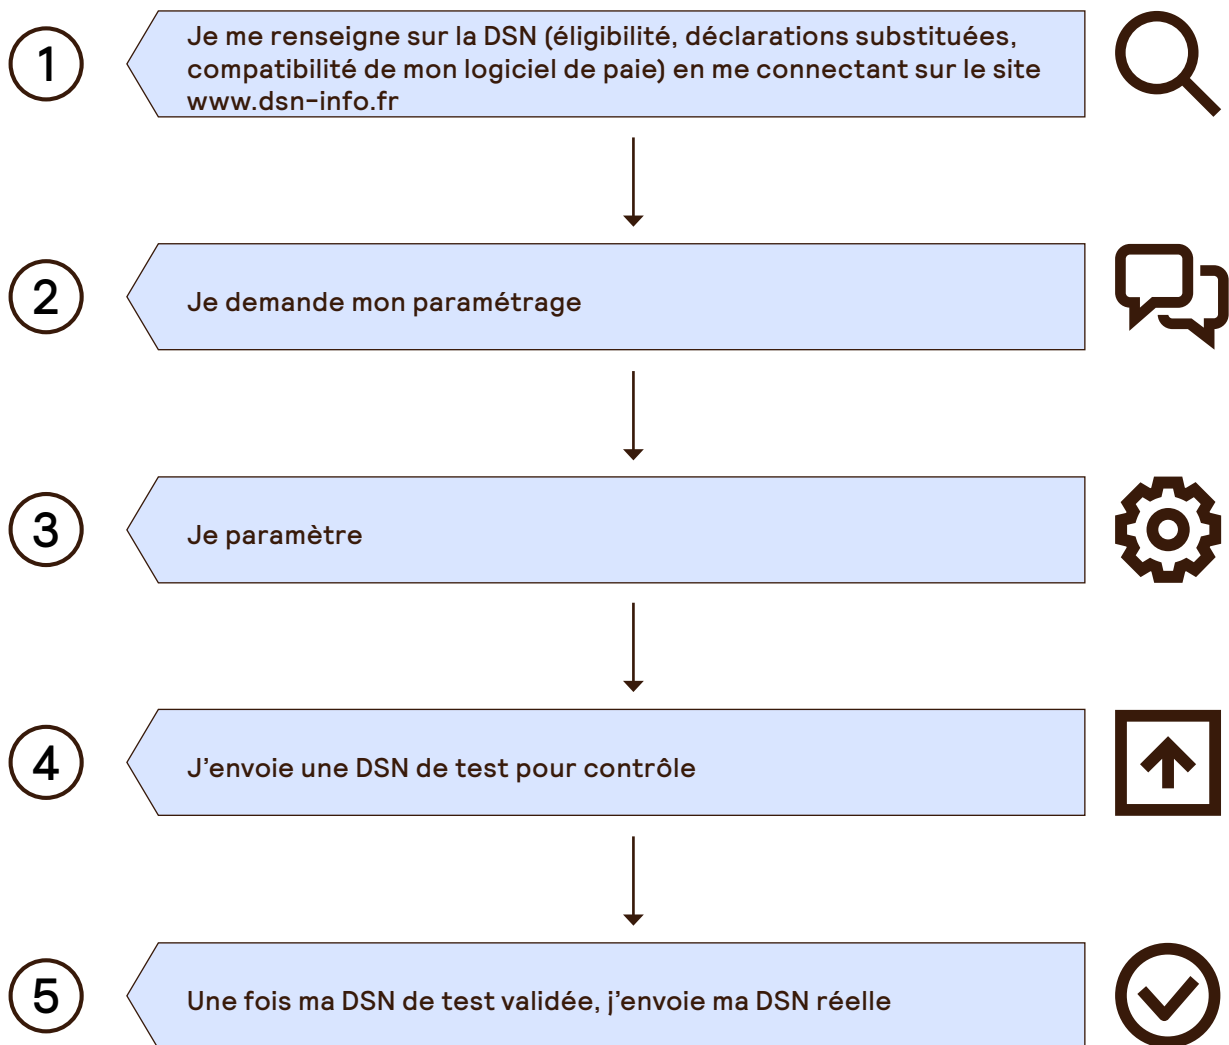 1
Je me renseigne sur la DSN (éligibilité, déclarations substituées,
compatibilité de mon logiciel de paie) en me connectant sur le site
www.dsn-info.fr
2
Je demande mon paramétrage
3
Je paramètre
4
J’envoie une DSN de test pour contrôle
5
Une fois ma DSN de test validée, j’envoie ma DSN réelle